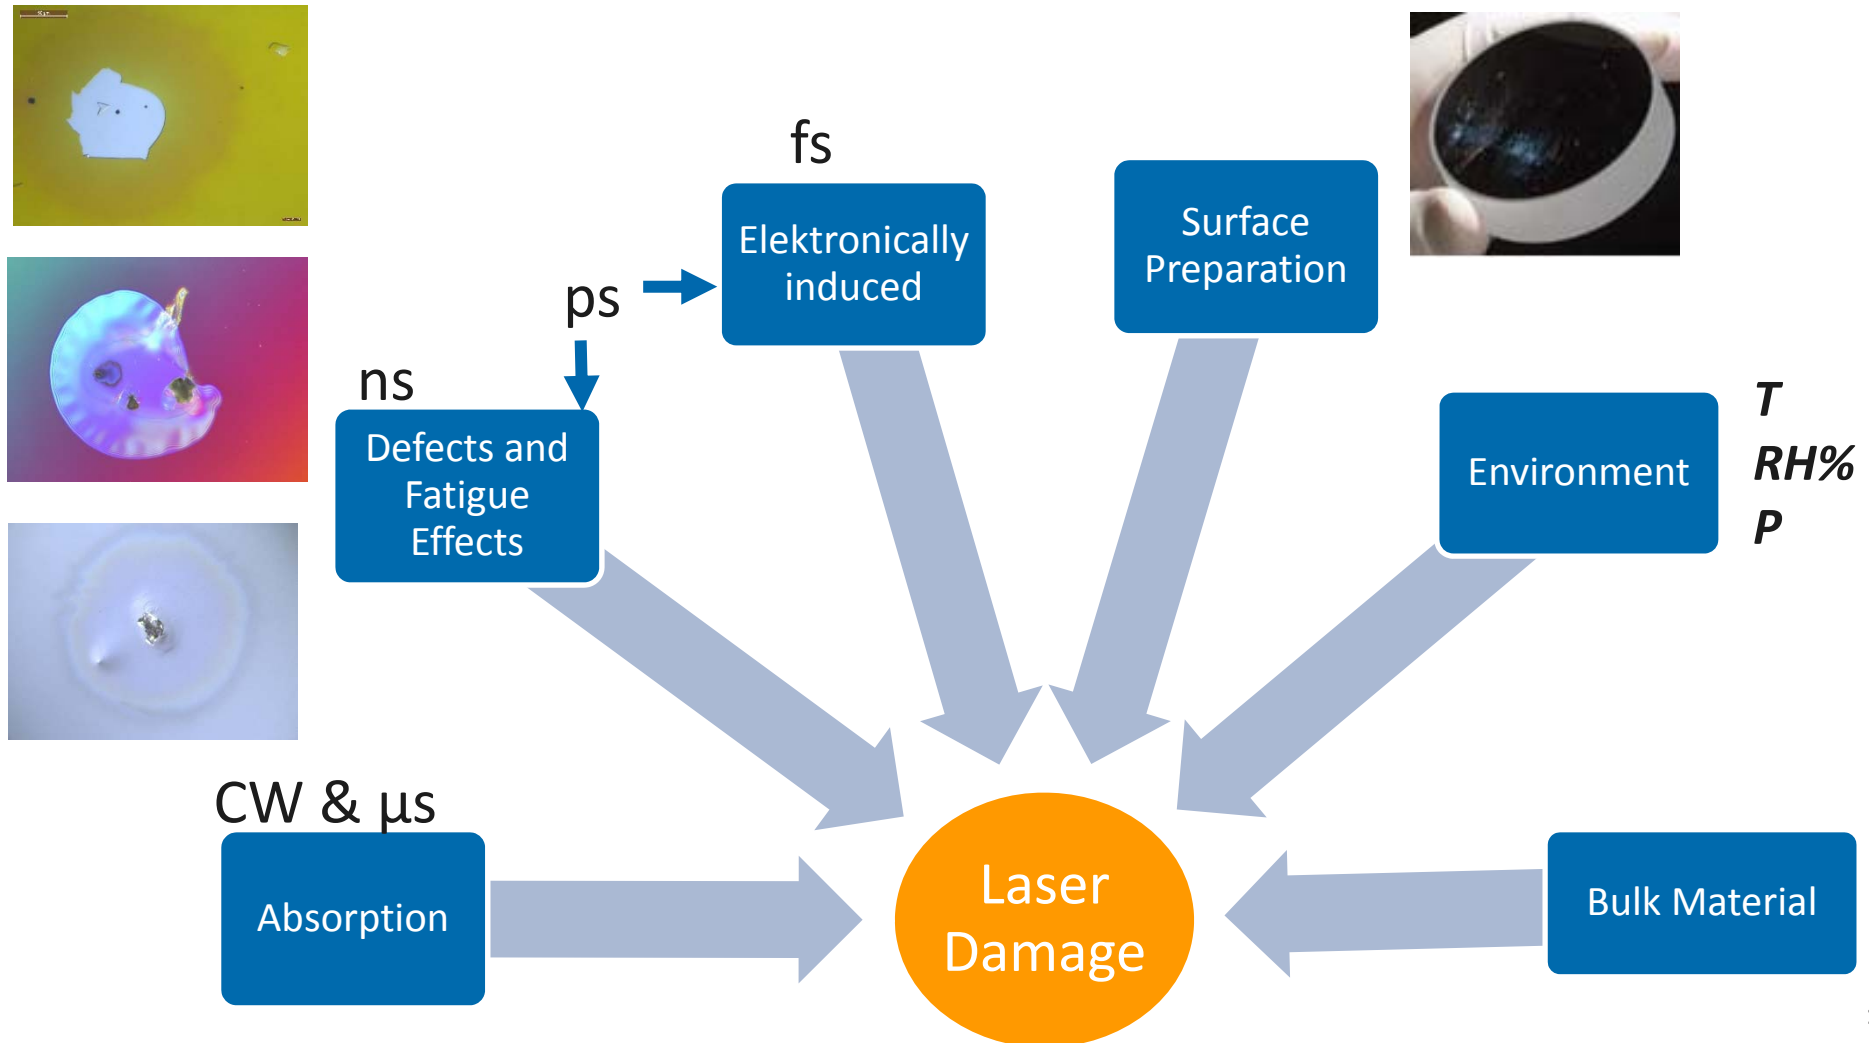 fs
Elektronically
induced
Surface
Preparation
ps
ns
Defects and
Fatigue
Effects
T
RH%
P
Environment
CW & µs
Absorption
Laser
Damage
Bulk Material